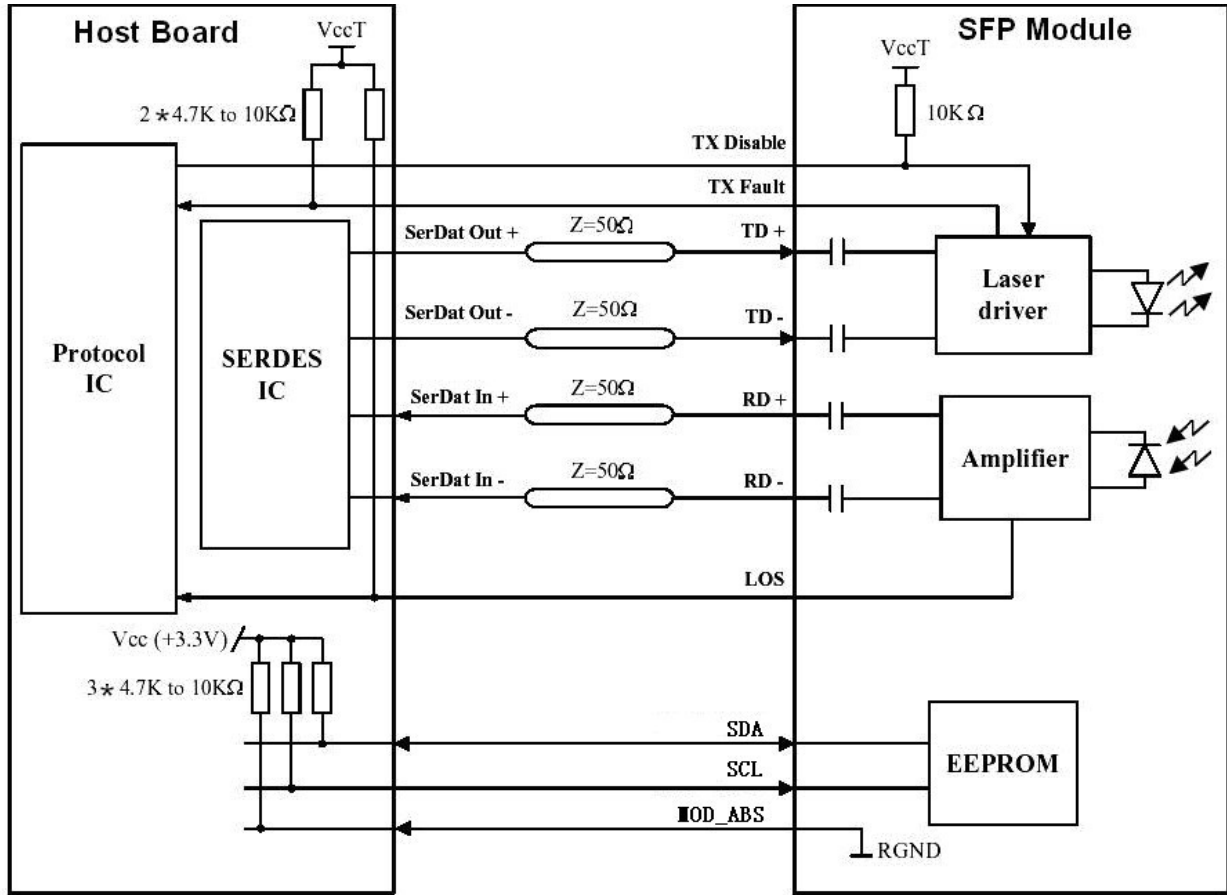 Host Board
SFP Module
VccT
VccT
2*4.7K to 10KΩ
10KΩ
TX Disable
TX Fault
SerDat Out +
Z=50Ω
TD +
SerDat Out -
Z=50Ω
TD -
Laser
driver
Protocol
IC
SERDES
IC
SerDat In +
Z=50Ω
RD +
SerDat In -
Z=50Ω
RD -
Amplifier
LOS
Vcc (+3.3V)
3*4.7K to 10KΩ
SDA
SCL
MOD_ABS
EEPROM
RGND